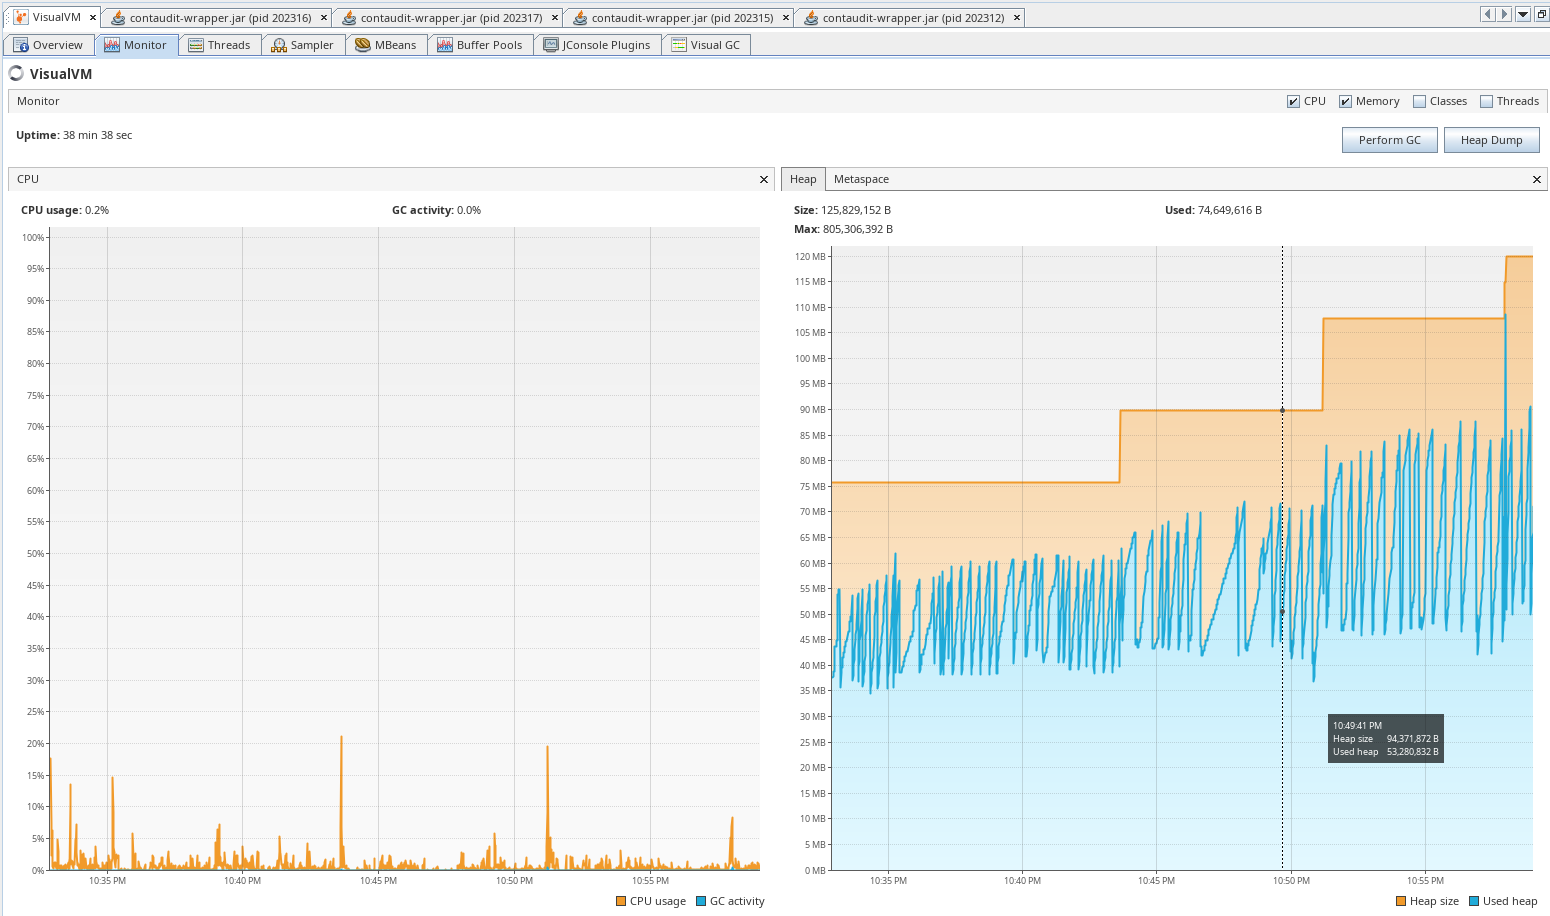 VisualVM
contaudit-wrapper.jar (pid 202316)
contaudit-wrapper.jar (pid 202317)
contaudit-wrapper.jar (pid 202315)
contaudit-wrapper.jar (pid 202312)
Overview
Monitor
Threads
Sampler
MBeans
Buffer Pools
JConsole Plugins
Visual GC
VisualVM
Monitor
CPU
Memory
Classes
Threads
Uptime: 38 min 38 sec
Perform GC
Heap Dump
CPU
CPU usage: 0.2%
GC activity: 0.0%
100%
95%
90%
85%
80%
75%
70%
65%
60%
55%
50%
45%
40%
35%
30%
25%
20%
15%
10%
5%
0%
10:35 PM
10:40 PM
10:45 PM
10:50 PM
10:55 PM
CPU usage
GC activity
Heap
Metaspace
Size: 125,829,152 B
Used: 74,649,616 B
Max: 805,306,392 B
120 MB
115 MB
110 MB
105 MB
100 MB
95 MB
90 MB
85 MB
80 MB
75 MB
70 MB
65 MB
60 MB
55 MB
50 MB
45 MB
40 MB
35 MB
30 MB
25 MB
20 MB
15 MB
10 MB
5 MB
0 MB
10:49:41 PM
Heap size 94,371,872 B
Used heap 53,280,832 B
10:35 PM
10:40 PM
10:45 PM
10:50 PM
10:55 PM
Heap size
Used heap